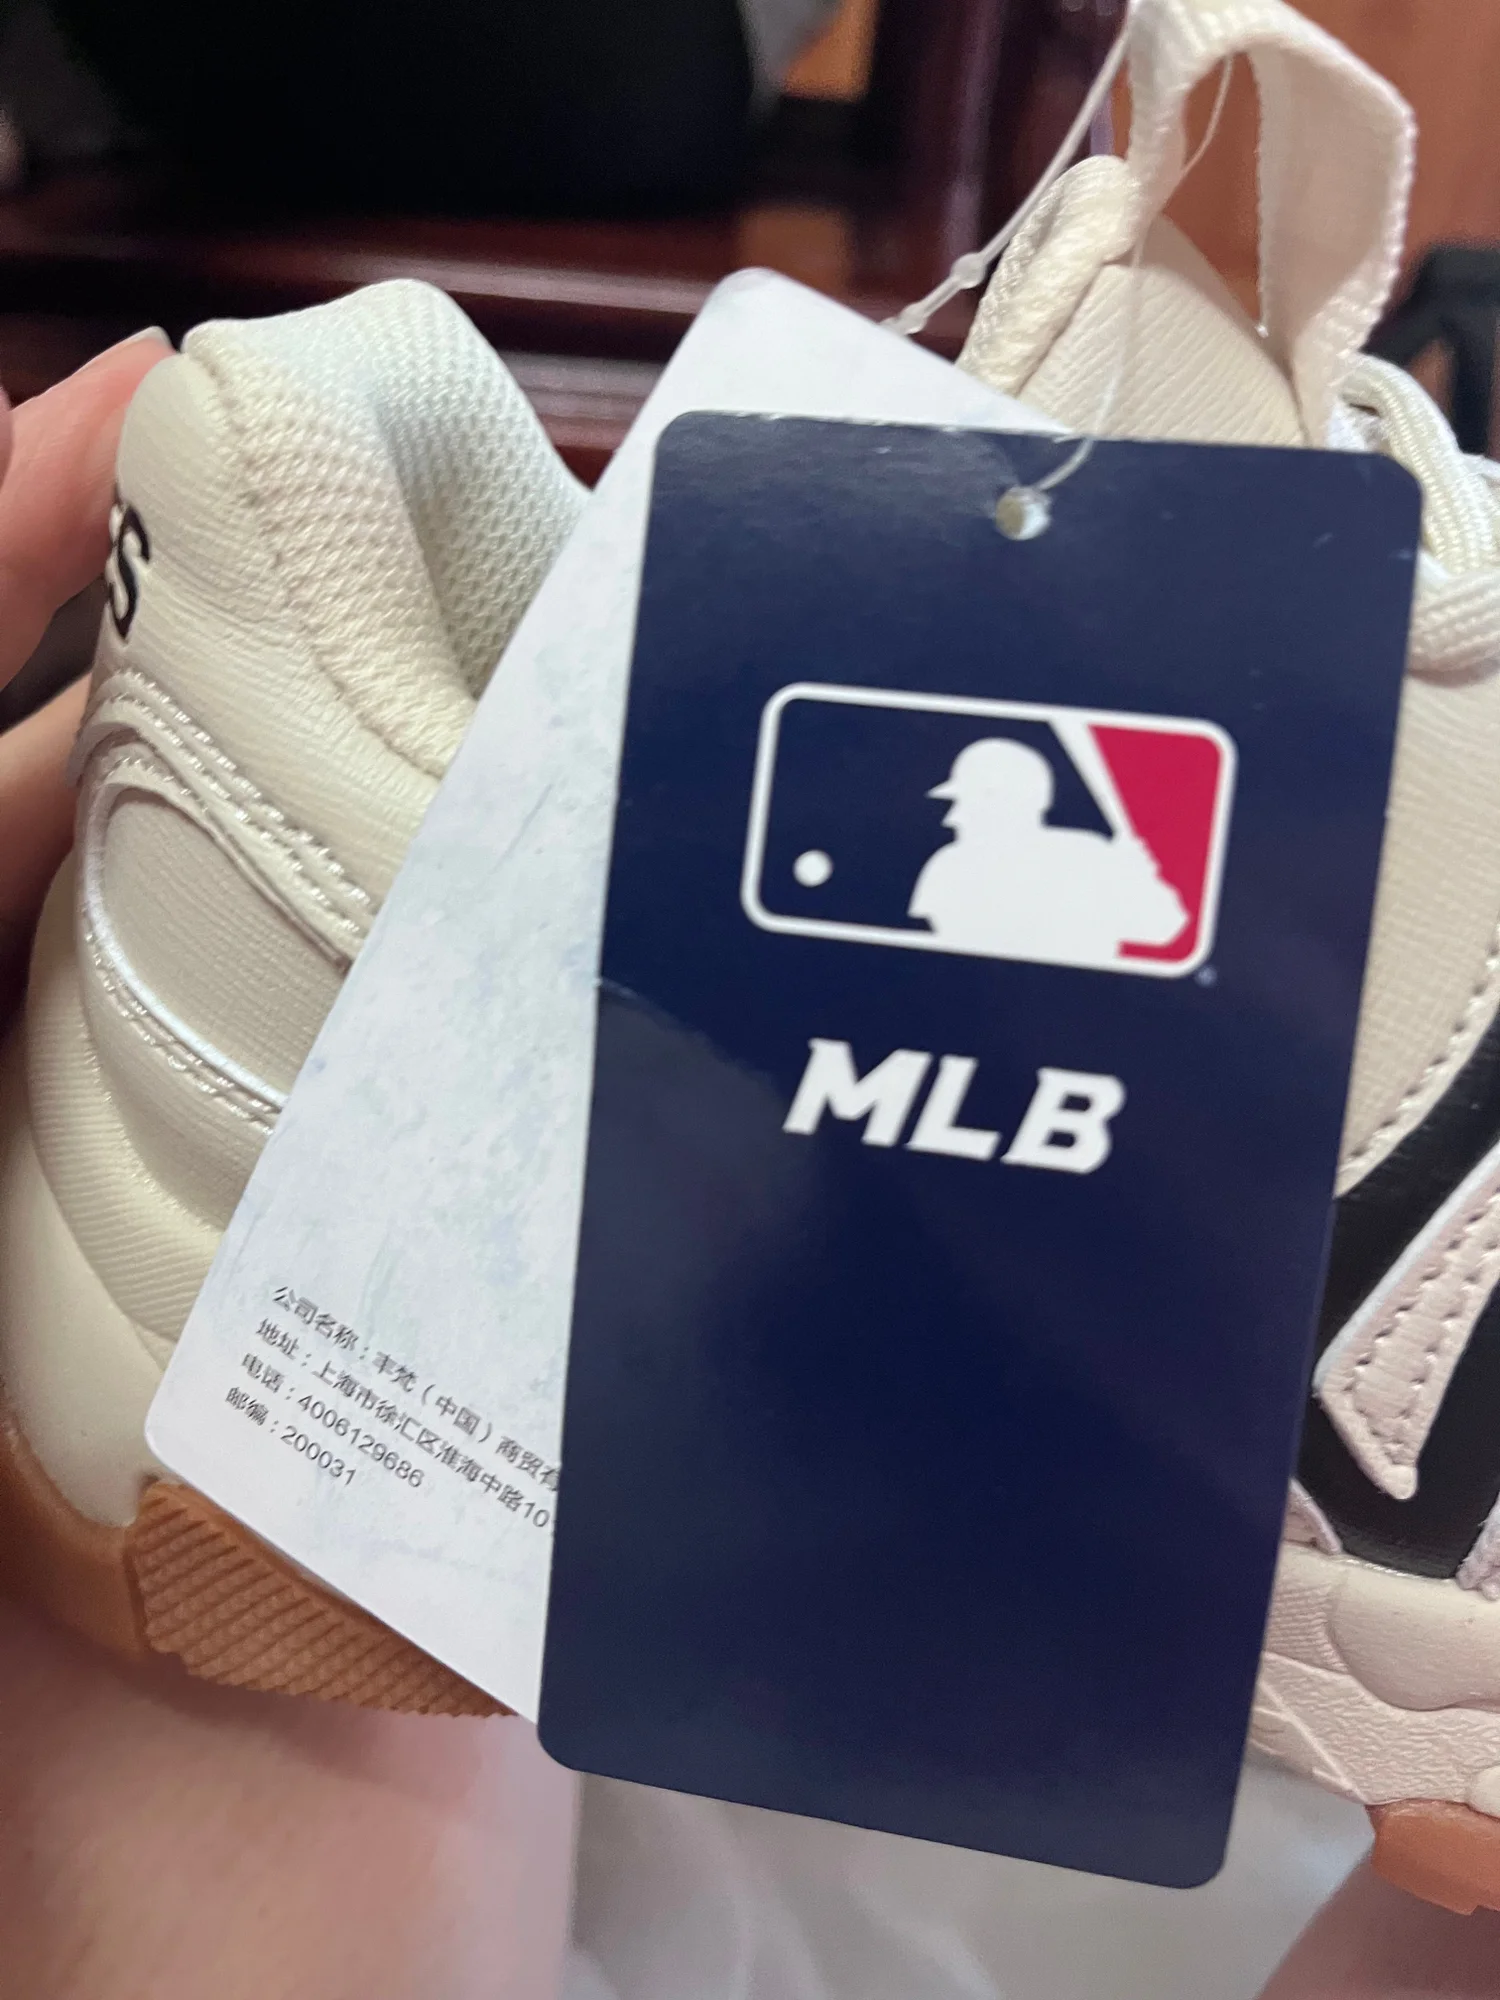 S
MLB
公司名称：丰梵（中国）商贸有
地址：上海市徐汇区淮海中路10
电话：4006129686
邮编：200031